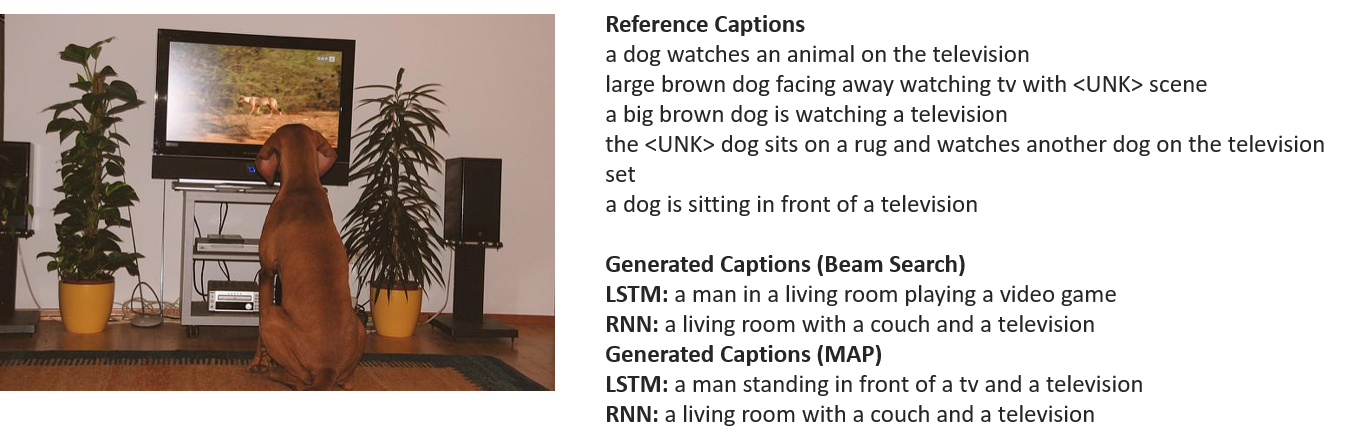 Reference Captions
a dog watches an animal on the television
large brown dog facing away watching tv with <UNK> scene
a big brown dog is watching a television
the <UNK> dog sits on a rug and watches another dog on the television
set
a dog is sitting in front of a television
Generated Captions (Beam Search)
LSTM: a man in a living room playing a video game
RNN: a living room with a couch and a television
Generated Captions (MAP)
LSTM: a man standing in front of a tv and a television
RNN: a living room with a couch and a television